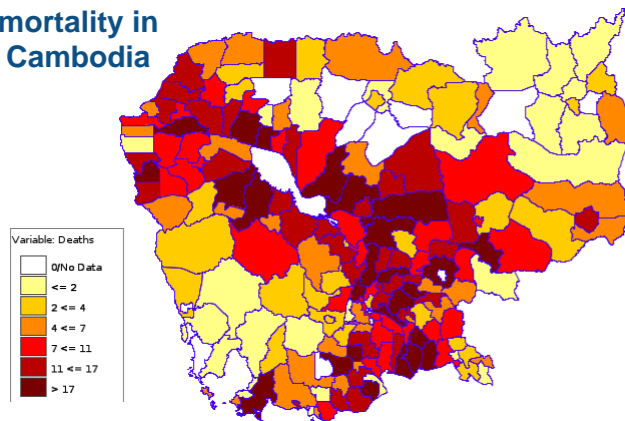 mortality in
Cambodia
Variable: Deaths
0/No Data
<= 2
2 <= 4
4 <= 7
7 <= 11
11 <= 17
> 17